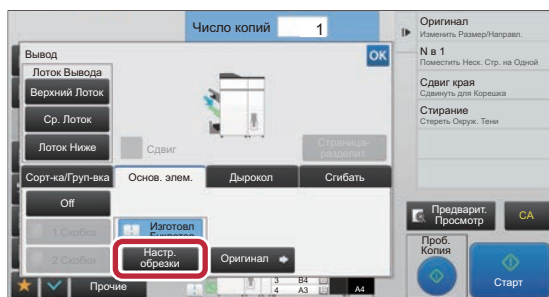 Число копий 1
Вывод
OK
Лоток Вывода
Верхний Лоток
Ср. Лоток
Лоток Ниже
Сдвиг
Страница-
разделит.
Сорт-ка/Груп-вка
Основ. элем.
Дырокол
Сгибать
Off
1 Скобка
2 Скобки
Изготовл
Настр.
обрезки
Оригинал
Прочие
3 B4
4 A3
A4
Оригинал
Изменить Размер/Направл.
N в 1
Поместить Неск. Стр. на Одной
Сдвиг края
Сдвинуть для Корешка
Стирание
Стереть Окруж. Тени
Предварит.
Просмотр
CA
Проб.
Копия
Старт